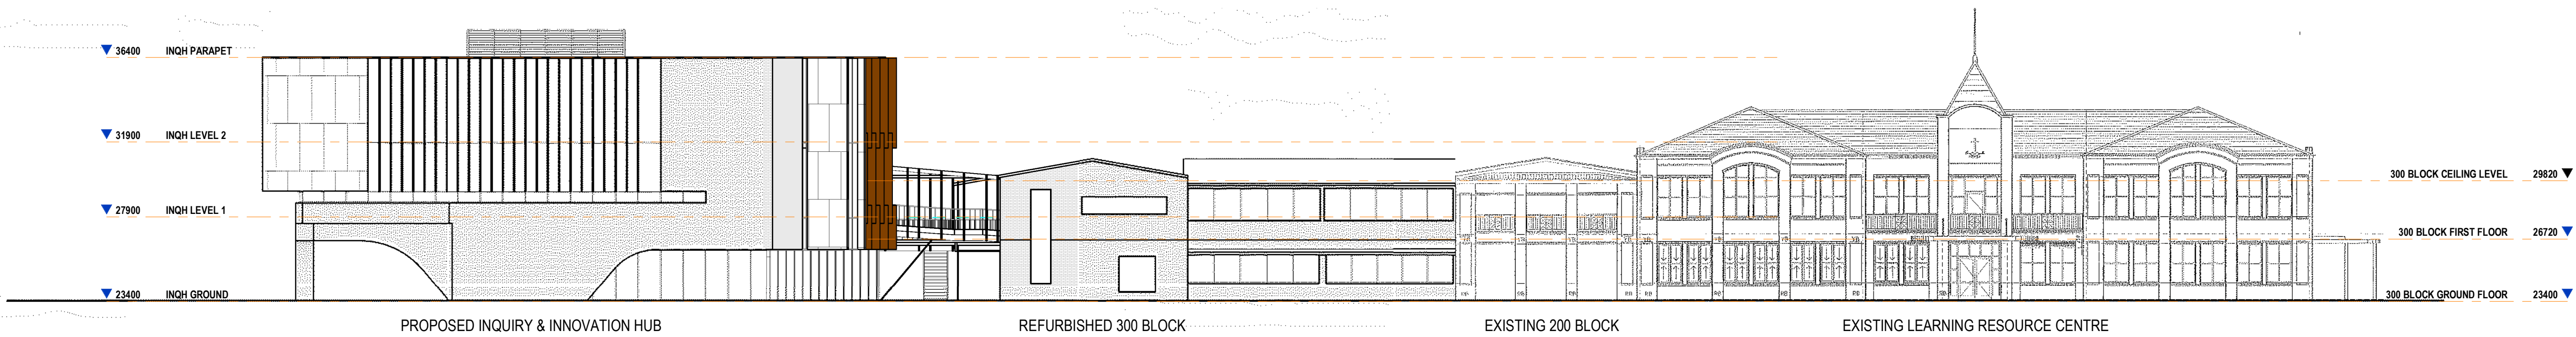 36400 INQH PARAPET
31900 INQH LEVEL 2
27900 INQH LEVEL 1
23400 INQH GROUND
300 BLOCK CEILING LEVEL 29820
300 BLOCK FIRST FLOOR 26720
300 BLOCK GROUND FLOOR 23400
PROPOSED INQUIRY & INNOVATION HUB
REFURBISHED 300 BLOCK
EXISTING 200 BLOCK
EXISTING LEARNING RESOURCE CENTRE